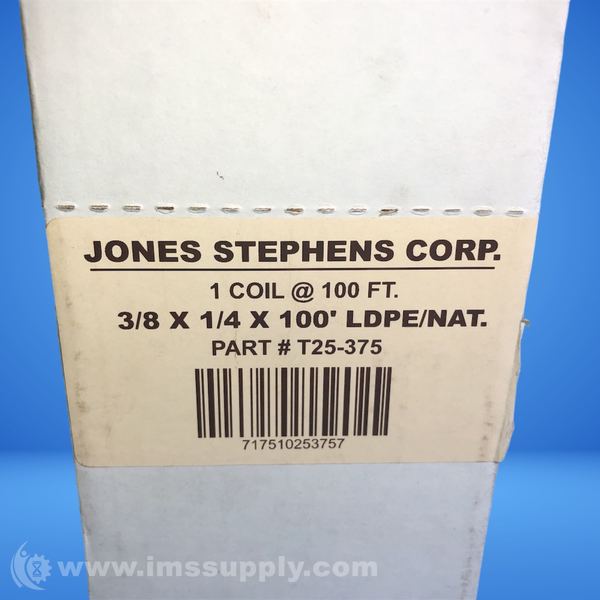 JONES STEPHENS CORP.
1 COIL @ 100 FT.
3/8 X 1/4 X 100' LDPE/NAT.
PART # T25-375
717510253757
www.imssupply.com